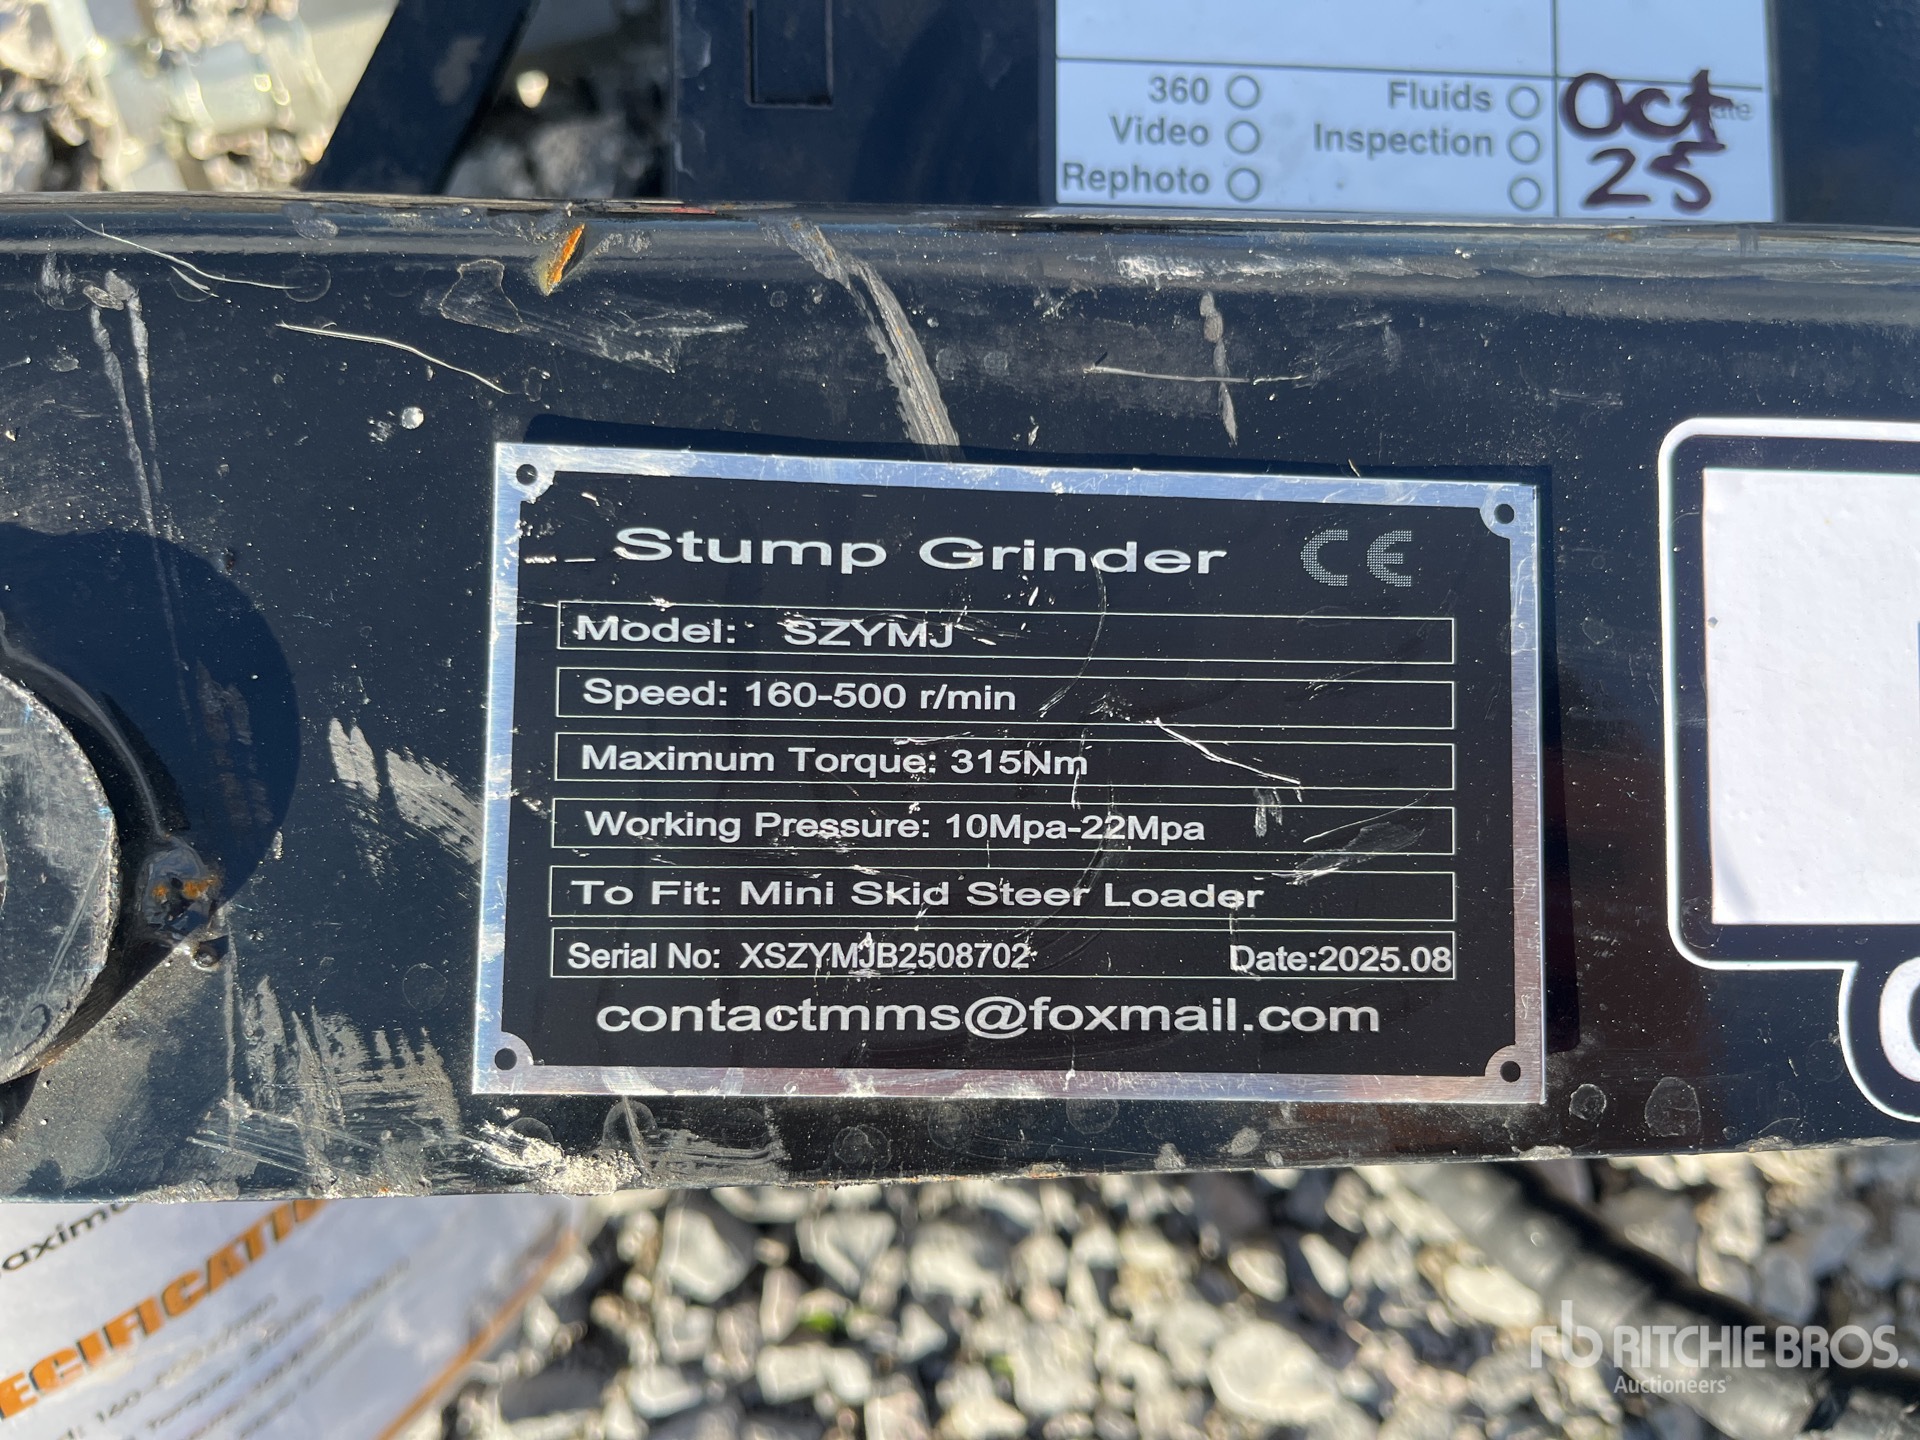 360 Fluids Oct
Video Inspection 25
Rephoto
Stump Grinder CE
Model: SZYMJ
Speed: 160-500 r/min
Maximum Torque: 315Nm
Working Pressure: 10Mpa-22Mpa
To Fit: Mini Skid Steer Loader
Serial No: XSZYMJB2508702 Date:2025.08
contactmms@foxmail.com
rb RITCHIE BROS.
Auctioneers